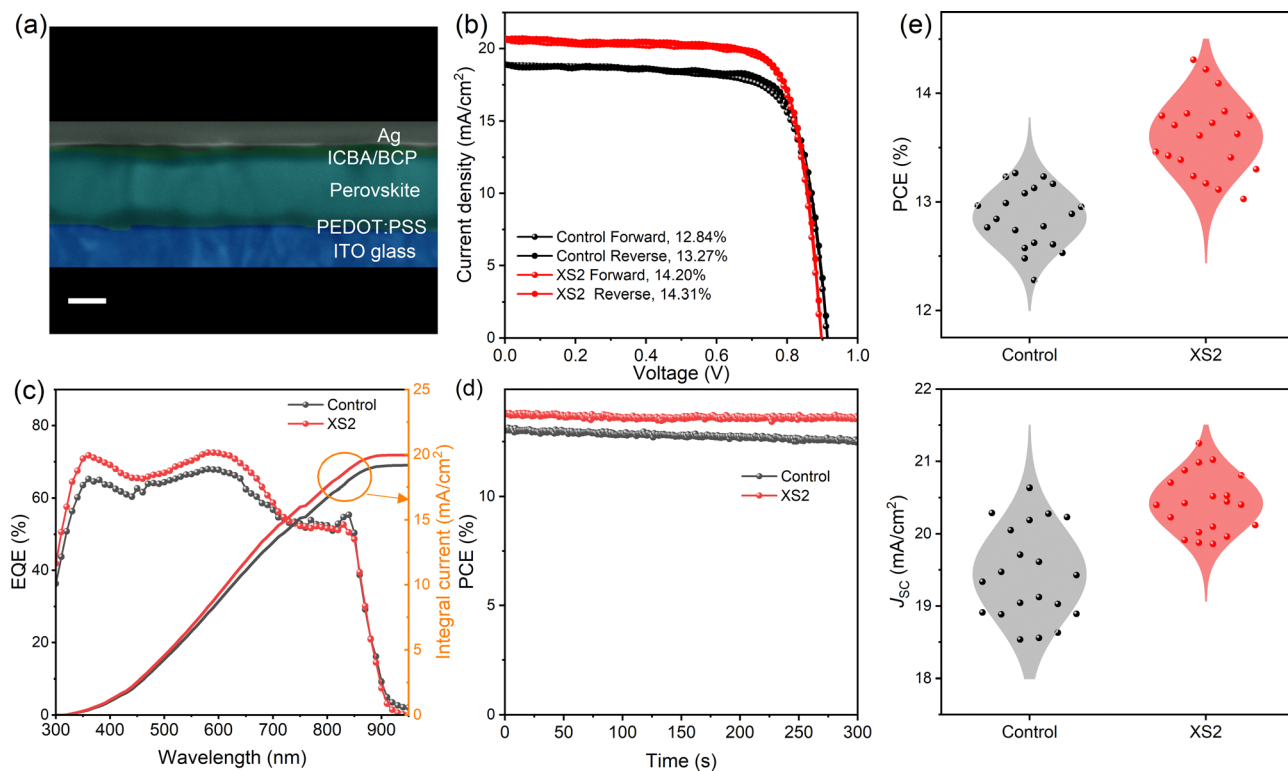 (a)
Ag
ICBA/BCP
Perovskite
PEDOT:PSS
ITO glass
(b)
Current density (mA/cm²)
20
15
10
5
0
Control Forward, 12.84%
Control Reverse, 13.27%
XS2 Forward, 14.20%
XS2 Reverse, 14.31%
0.0 0.2 0.4 0.6 0.8 1.0
Voltage (V)
(e)
PCE (%)
14
13
12
Control XS2
(c)
EQE (%)
80
60
40
20
0
Control
XS2
25
20
15
10
5
0
Integral current (mA/cm²)
300 400 500 600 700 800 900
Wavelength (nm)
(d)
PCE (%)
10
5
0
Control
XS2
0 50 100 150 200 250 300
Time (s)
J_SC (mA/cm²)
22
21
20
19
18
17
Control XS2